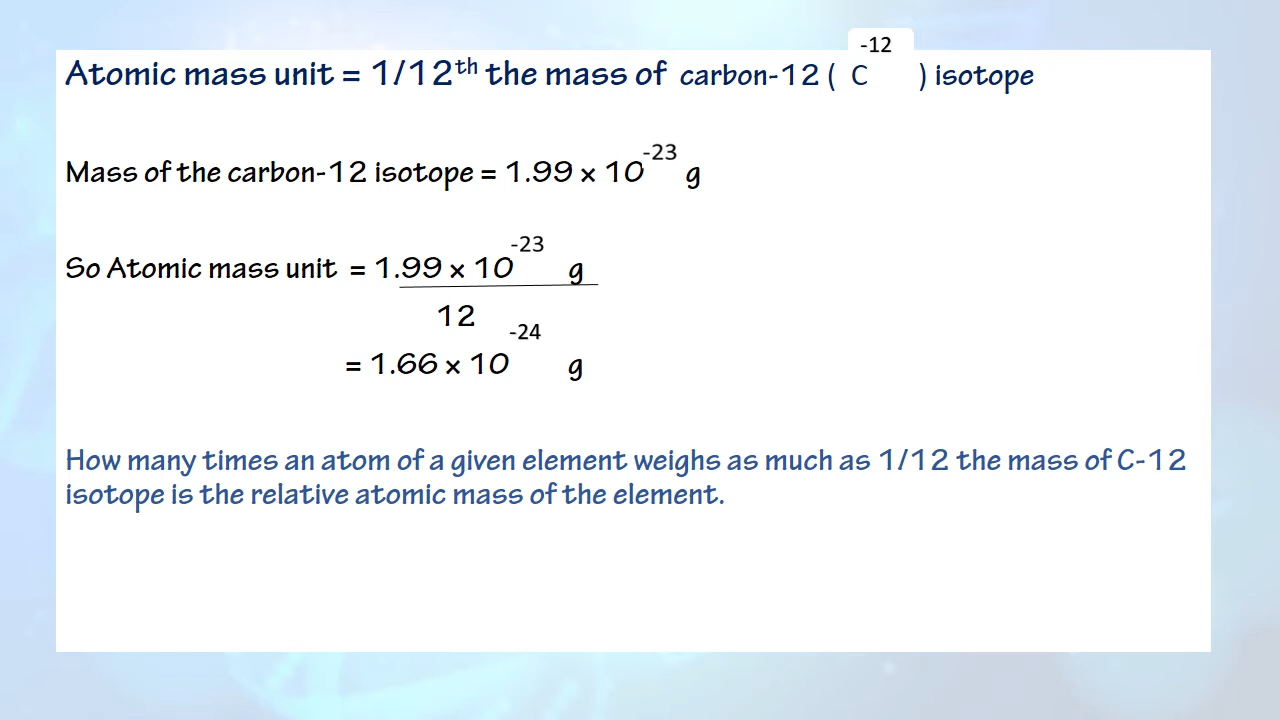 Atomic mass unit = 1/12ᵗʰ the mass of carbon-12 ( C⁻¹² ) isotope
Mass of the carbon-12 isotope = 1.99 × 10⁻²³ g
So Atomic mass unit = 1.99 × 10⁻²³ g
12
= 1.66 × 10⁻²⁴ g
How many times an atom of a given element weighs as much as 1/12 the mass of C-12
isotope is the relative atomic mass of the element.